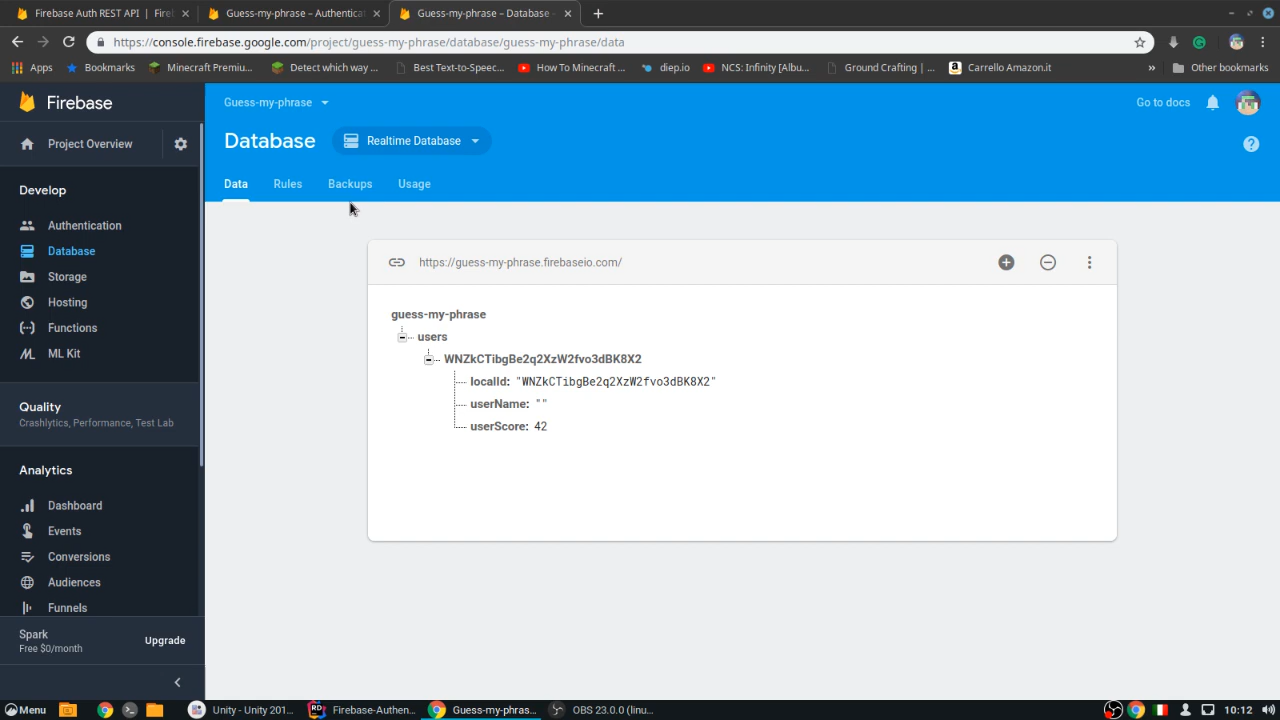 Firebase Auth REST API | Fire
Guess-my-phrase – Authenticat
Guess-my-phrase – Database –
https://console.firebase.google.com/project/guess-my-phrase/database/guess-my-phrase/data
Apps
Bookmarks
Minecraft Premiu...
Detect which way ...
Best Text-to-Speec...
How To Minecraft ...
diep.io
NCS: Infinity [Albu...
Ground Crafting | ...
Carrello Amazon.it
»
Other bookmarks
Firebase
Guess-my-phrase
Go to docs
Project Overview
Database
Realtime Database
Data
Rules
Backups
Usage
Develop
Authentication
Database
Storage
Hosting
Functions
ML Kit
https://guess-my-phrase.firebaseio.com/
guess-my-phrase
users
WNZkCTibgBe2q2XzW2fvo3dBK8X2
localId: "WNZkCTibgBe2q2XzW2fvo3dBK8X2"
userName: ""
userScore: 42
Quality
Crashlytics, Performance, Test Lab
Analytics
Dashboard
Events
Conversions
Audiences
Funnels
Spark
Free $0/month
Upgrade
Menu
Unity - Unity 201...
Firebase-Authen...
Guess-my-phras...
OBS 23.0.0 (linu...
10:12